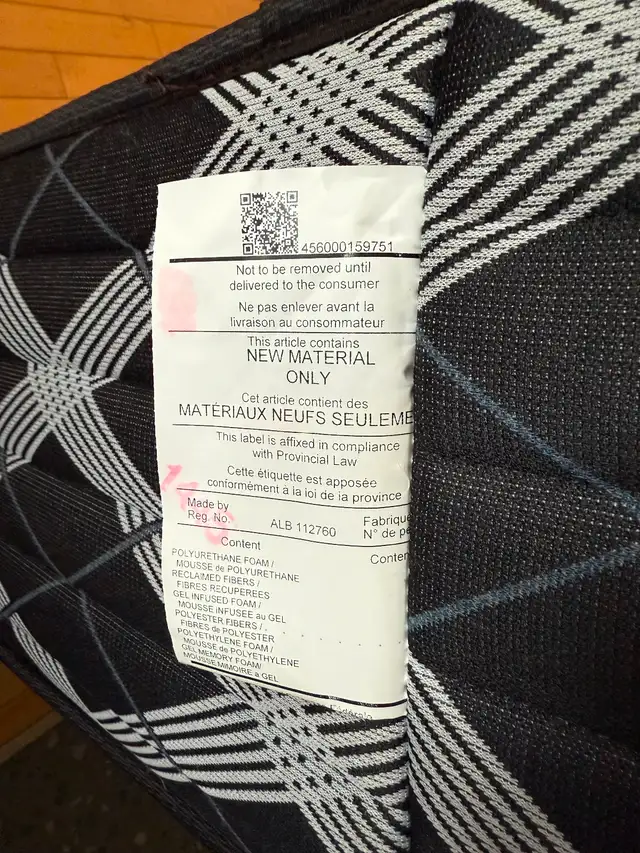 456000159751
Not to be removed until
delivered to the consumer
Ne pas enlever avant la
livraison au consommateur
This article contains
NEW MATERIAL
ONLY
Cet article contient des
MATÉRIAUX NEUFS SEULEME
This label is affixed in compliance
with Provincial Law
Cette étiquette est apposée
conformément à la loi de la province
Made by
Reg. No.
ALB 112760
Fabriqué
N° de pe
Content
Conten
POLYURETHANE FOAM /
MOUSSE de POLYURETHANE
RECLAIMED FIBERS /
FIBRES RECUPEREES
GEL INFUSED FOAM /
MOUSSE INFUSÉE au GEL
POLYESTER FIBERS /
FIBRES de POLYESTER
POLYETHYLENE FOAM /
MOUSSE de POLYETHYLENE
GEL MEMORY FOAM/
MOUSSE MIMOIRE a GEL
Fédérale